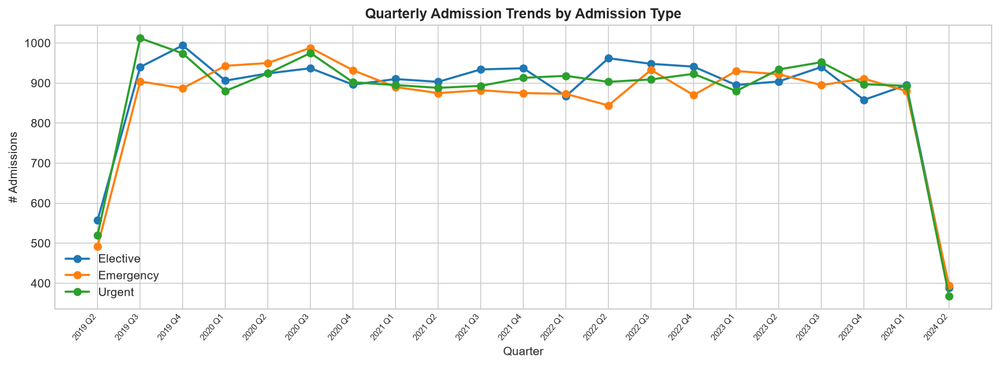 Quarterly Admission Trends by Admission Type
# Admissions
1000
900
800
700
600
500
400
Elective
Emergency
Urgent
2019 Q2
2019 Q3
2019 Q4
2020 Q1
2020 Q2
2020 Q3
2020 Q4
2021 Q1
2021 Q2
2021 Q3
2021 Q4
2022 Q1
2022 Q2
2022 Q3
2022 Q4
2023 Q1
2023 Q2
2023 Q3
2023 Q4
2024 Q1
2024 Q2
Quarter